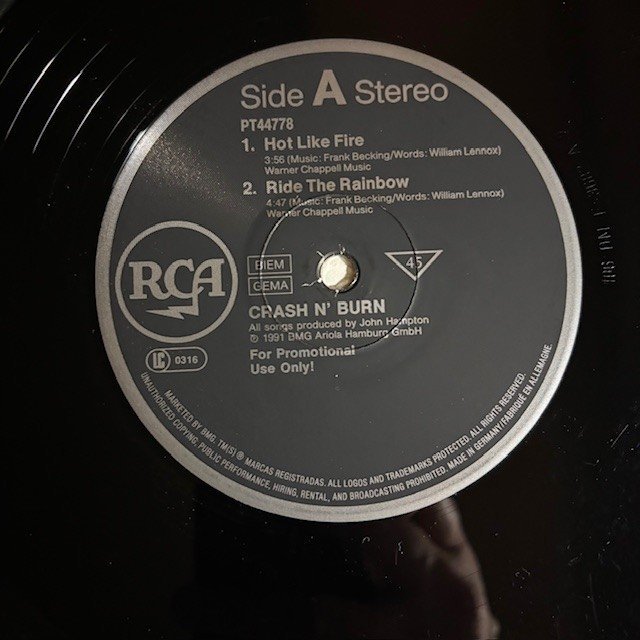 Side A Stereo
PT44778
1. Hot Like Fire
3:56 (Music: Frank Becking/Words: William Lennox)
Warner Chappell Music
2. Ride The Rainbow
4:47 (Music: Frank Becking/Words: William Lennox)
Warner Chappell Music
RCA
BIEM
GEMA
45
CRASH N' BURN
All songs produced by John Hampton
℗ 1991 BMG Ariola Hamburg GmbH
LC 0316
For Promotional
Use Only!
MARKETED BY BMG. TM(S) ® MARCAS REGISTRADAS. ALL LOGOS AND TRADEMARKS PROTECTED. ALL RIGHTS RESERVED.
UNAUTHORIZED COPYING, PUBLIC PERFORMANCE, HIRING, RENTAL, AND BROADCASTING PROHIBITED. MADE IN GERMANY/FABRIQUÉ EN ALLEMAGNE